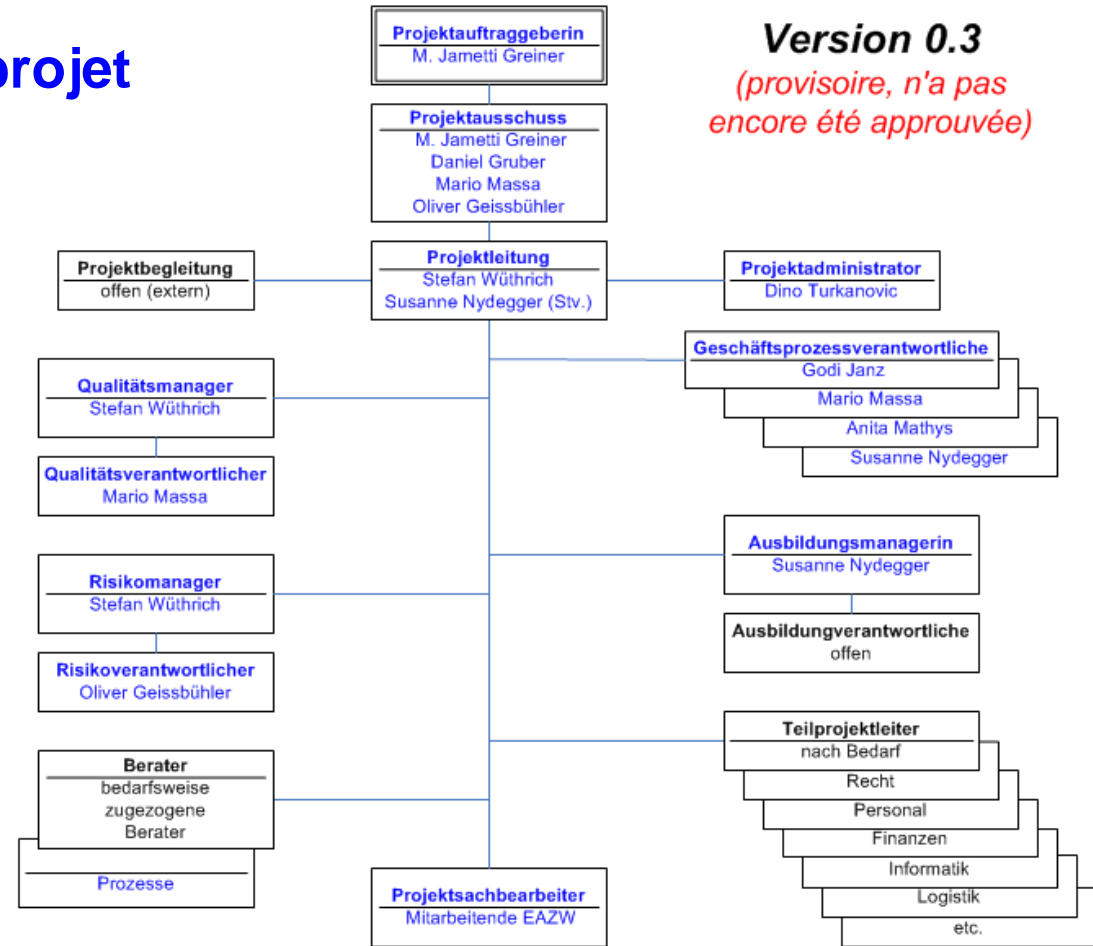 projet
Version 0.3
(provisoire, n'a pas
encore été approuvée)
Projektauftraggeberin
M. Jametti Greiner
Projektausschuss
M. Jametti Greiner
Daniel Gruber
Mario Massa
Oliver Geissbühler
Projektbegleitung
offen (extern)
Projektleitung
Stefan Wüthrich
Susanne Nydegger (Stv.)
Projektadministrator
Dino Turkanovic
Geschäftsprozessverantwortliche
Godi Janz
Mario Massa
Anita Mathys
Susanne Nydegger
Qualitätsmanager
Stefan Wüthrich
Qualitätsverantwortlicher
Mario Massa
Ausbildungsmanagerin
Susanne Nydegger
Ausbildungverantwortliche
offen
Risikomanager
Stefan Wüthrich
Risikoverantwortlicher
Oliver Geissbühler
Teilprojektleiter
nach Bedarf
Recht
Personal
Finanzen
Informatik
Logistik
etc.
Berater
bedarfsweise
zugezogene
Berater
Prozesse
Projektsachbearbeiter
Mitarbeitende EAZW